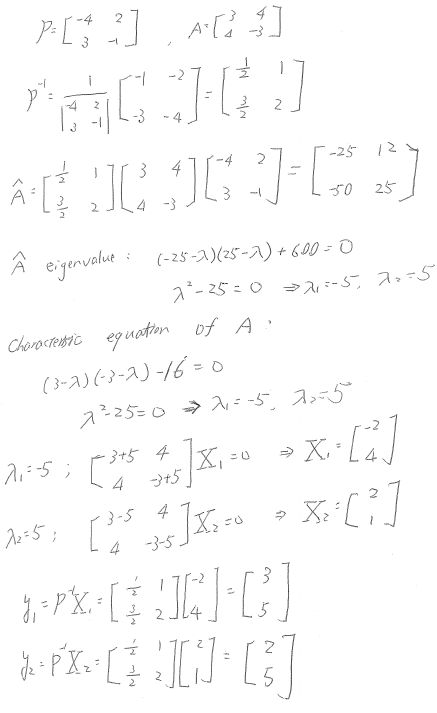 P = [-4 2; 3 -1] , A = [3 4; 4 -3]
P⁻¹ = 1/|-4 2; 3 -1| [-1 -2; -3 -4] = [1/2 1; 3/2 2]
Â = [1/2 1; 3/2 2] [3 4; 4 -3] [-4 2; 3 -1] = [-25 12; -50 25]
Â eigenvalue : (-25-λ)(25-λ) + 600 = 0
λ² - 25 = 0 ⇒ λ₁ = -5, λ₂ = 5
Characteristic equation of A :
(3-λ)(-3-λ) - 16 = 0
λ² - 25 = 0 ⇒ λ₁ = -5, λ₂ = 5
λ₁ = -5 ; [3+5 4; 4 -3+5] X₁ = 0 ⇒ X₁ = [-2; 4]
λ₂ = 5 ; [3-5 4; 4 -3-5] X₂ = 0 ⇒ X₂ = [2; 1]
y₁ = P⁻¹X₁ = [1/2 1; 3/2 2] [-2; 4] = [3; 5]
y₂ = P⁻¹X₂ = [1/2 1; 3/2 2] [2; 1] = [2; 5]